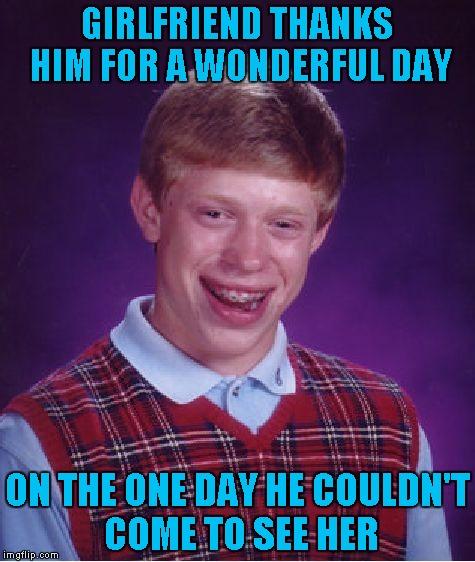 GIRLFRIEND THANKS
HIM FOR A WONDERFUL DAY
ON THE ONE DAY HE COULDN'T
COME TO SEE HER
imgflip.com